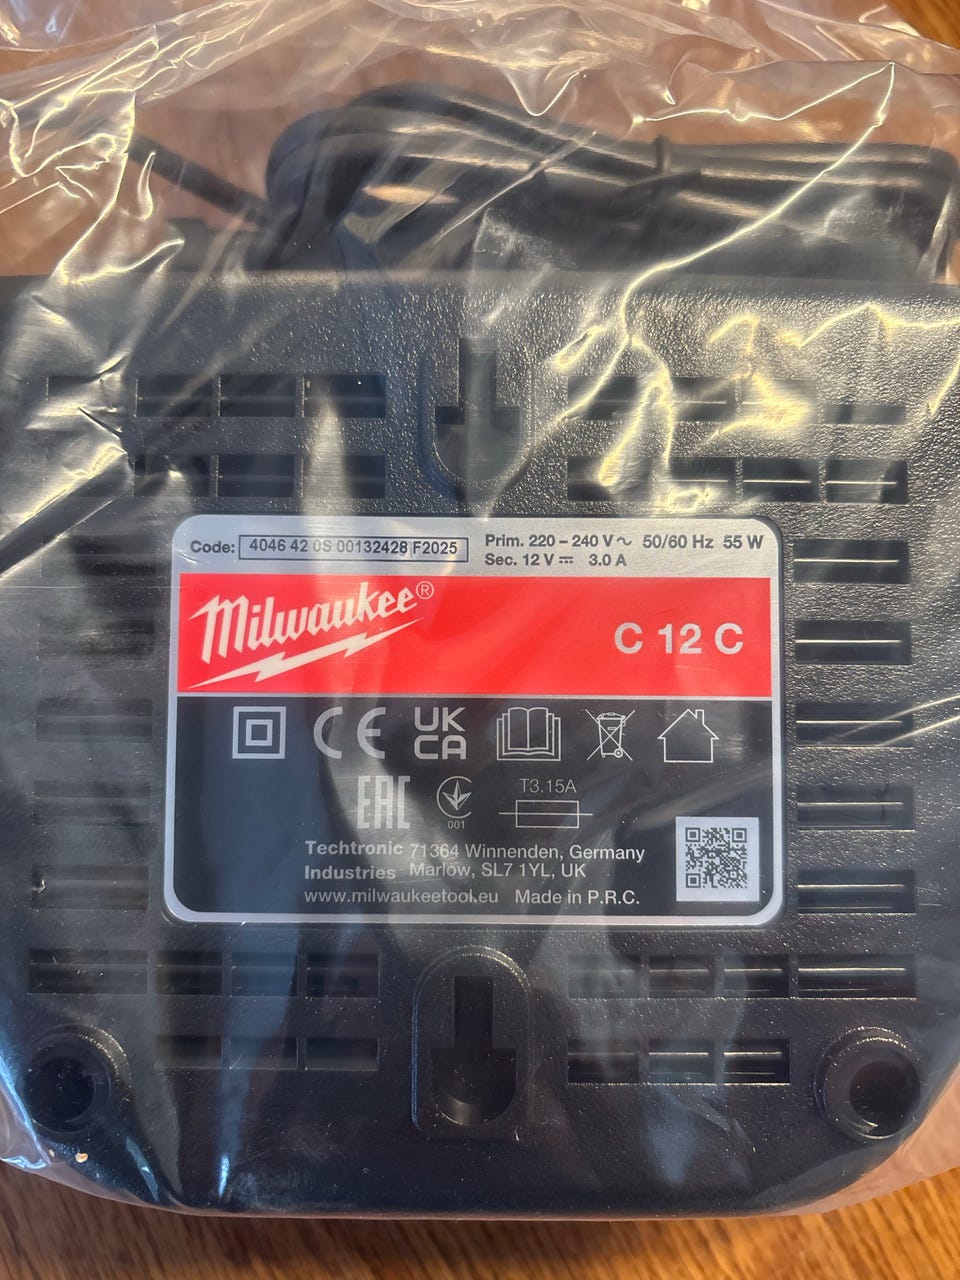 Code: 4046 42 0S 00132428 F2025
Prim. 220 – 240 V ~ 50/60 Hz 55 W
Sec. 12 V ⎓ 3.0 A
Milwaukee®
C 12 C
CE
UK
CA
EAC
001
T3.15A
Techtronic 71364 Winnenden, Germany
Industries Marlow, SL7 1YL, UK
www.milwaukeetool.eu Made in P.R.C.